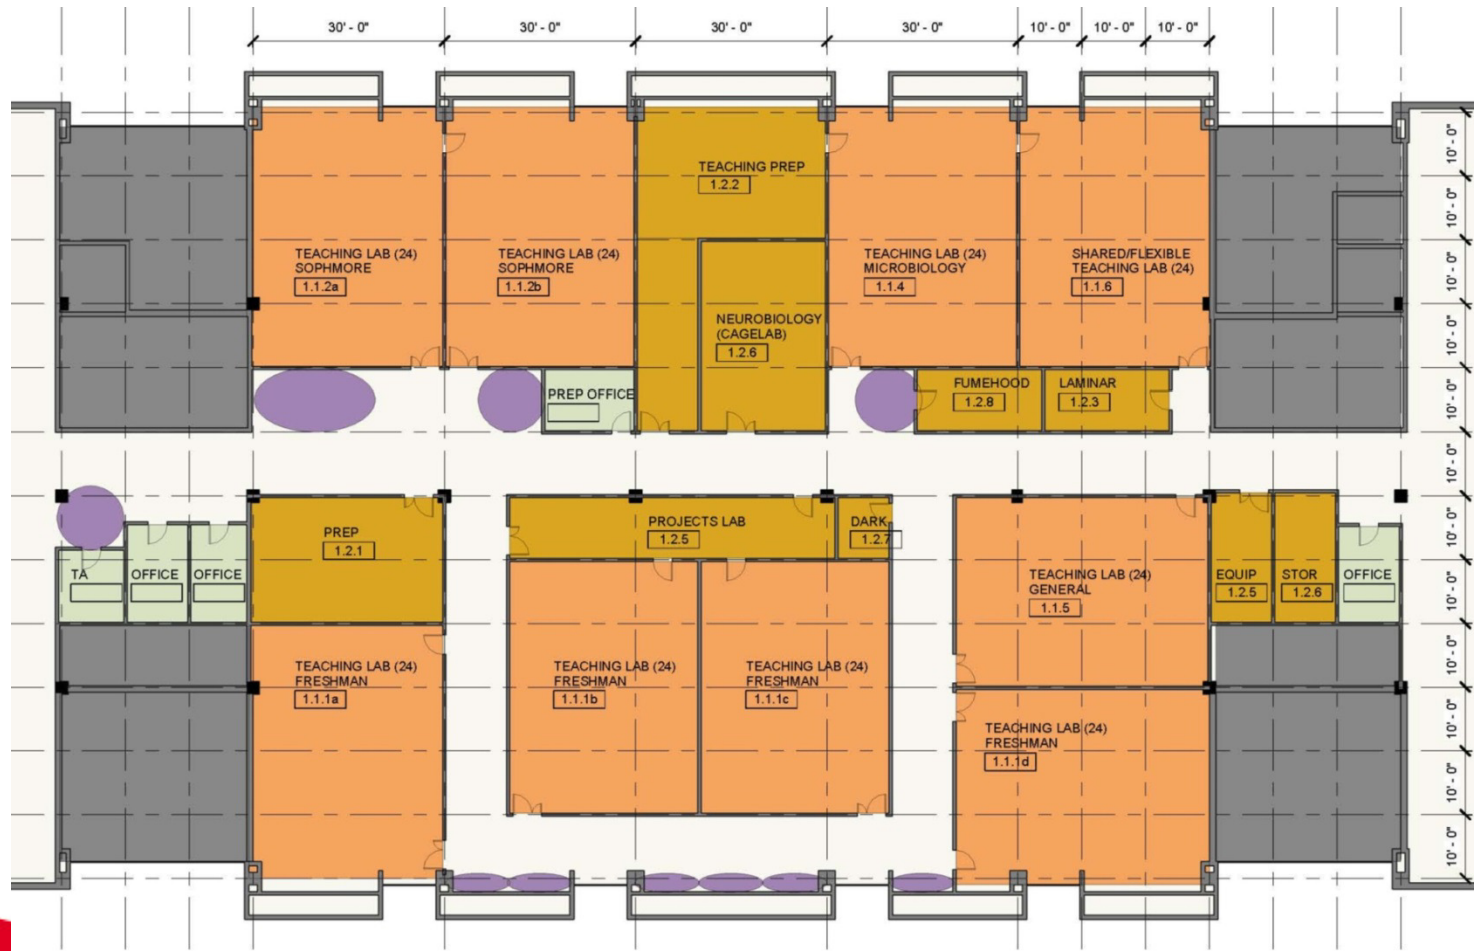 30' - 0"
30' - 0"
30' - 0"
30' - 0"
10' - 0"
10' - 0"
10' - 0"
TEACHING PREP
1.2.2
TEACHING LAB (24)
SOPHMORE
1.1.2a
TEACHING LAB (24)
SOPHMORE
1.1.2b
TEACHING LAB (24)
MICROBIOLOGY
1.1.4
SHARED/FLEXIBLE
TEACHING LAB (24)
1.1.6
NEUROBIOLOGY
(CAGELAB)
1.2.6
PREP OFFICE
FUMEHOOD
1.2.8
LAMINAR
1.2.3
PREP
1.2.1
PROJECTS LAB
1.2.5
DARK
1.2.7
TA
OFFICE
OFFICE
TEACHING LAB (24)
GENERAL
1.1.5
EQUIP
1.2.5
STOR
1.2.6
OFFICE
TEACHING LAB (24)
FRESHMAN
1.1.1a
TEACHING LAB (24)
FRESHMAN
1.1.1b
TEACHING LAB (24)
FRESHMAN
1.1.1c
TEACHING LAB (24)
FRESHMAN
1.1.1d
10' - 0"
10' - 0"
10' - 0"
10' - 0"
10' - 0"
10' - 0"
10' - 0"
10' - 0"
10' - 0"
10' - 0"
10' - 0"
10' - 0"